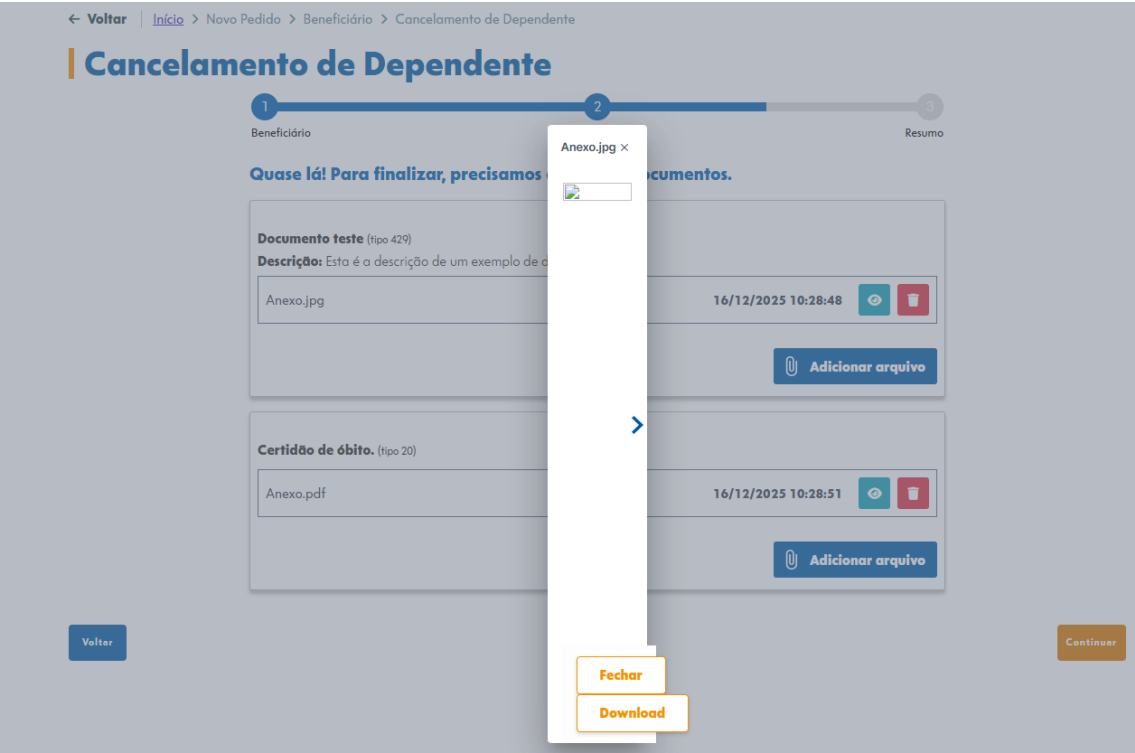 ← Voltar | Início > Novo Pedido > Beneficiário > Cancelamento de Dependente
Cancelamento de Dependente
1 2 3
Beneficiário
Resumo
Quase lá! Para finalizar, precisamos
cumentos.
Anexo.jpg ×
Documento teste (tipo 429)
Descrição: Esta é a descrição de um exemplo de
Anexo.jpg 16/12/2025 10:28:48
Adicionar arquivo
Certidão de óbito. (tipo 20)
Anexo.pdf 16/12/2025 10:28:51
Adicionar arquivo
Voltar
Continuar
Fechar
Download